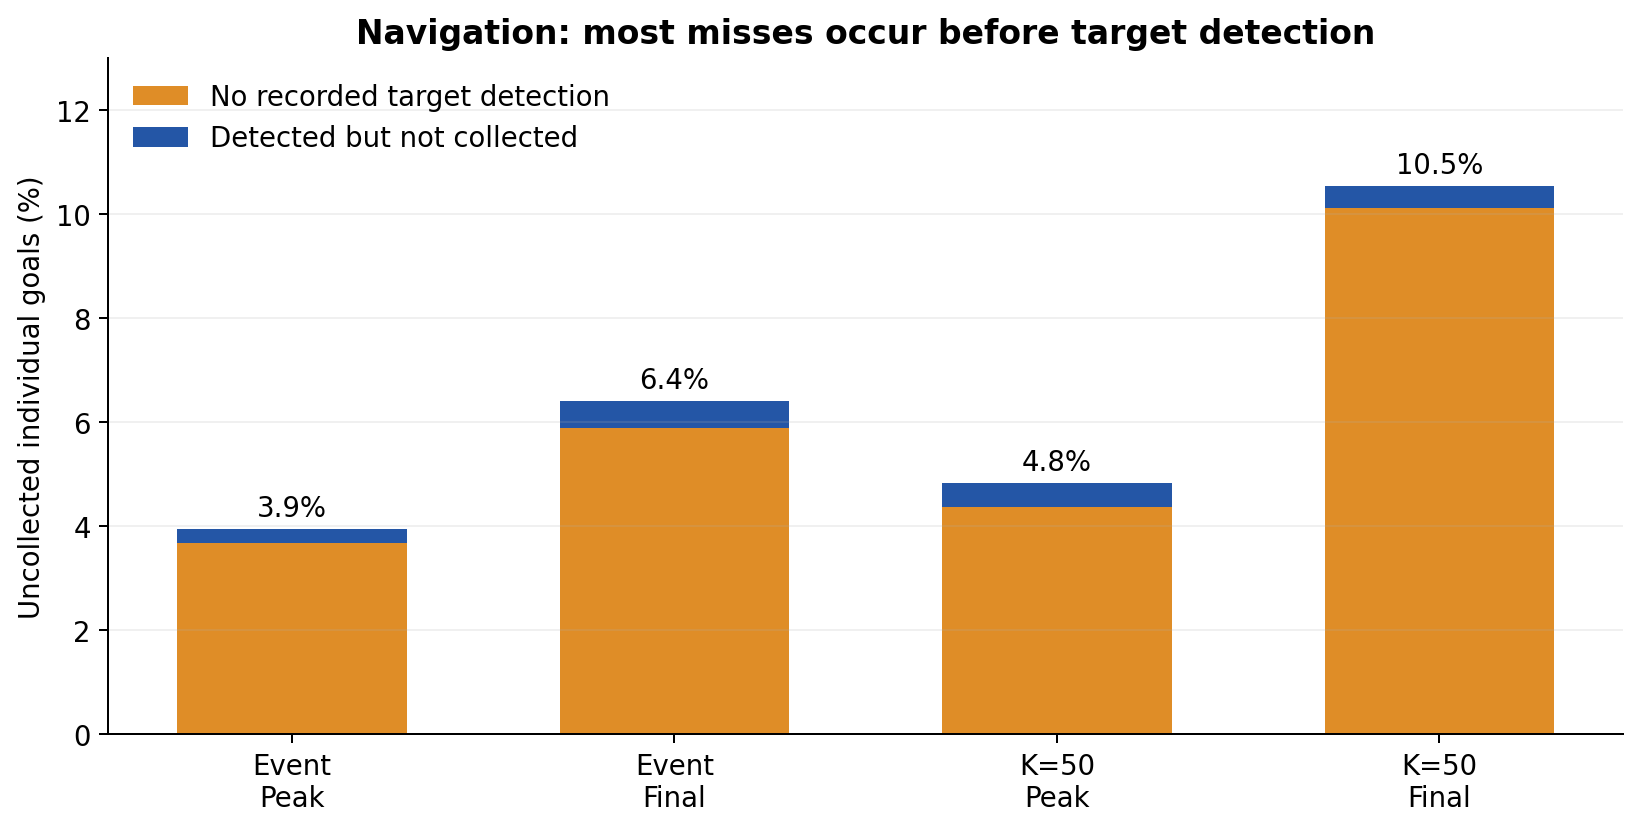 Navigation: most misses occur before target detection
No recorded target detection
Detected but not collected
Uncollected individual goals (%)
12
10
8
6
4
2
0
3.9%
6.4%
4.8%
10.5%
Event
Peak
Event
Final
K=50
Peak
K=50
Final